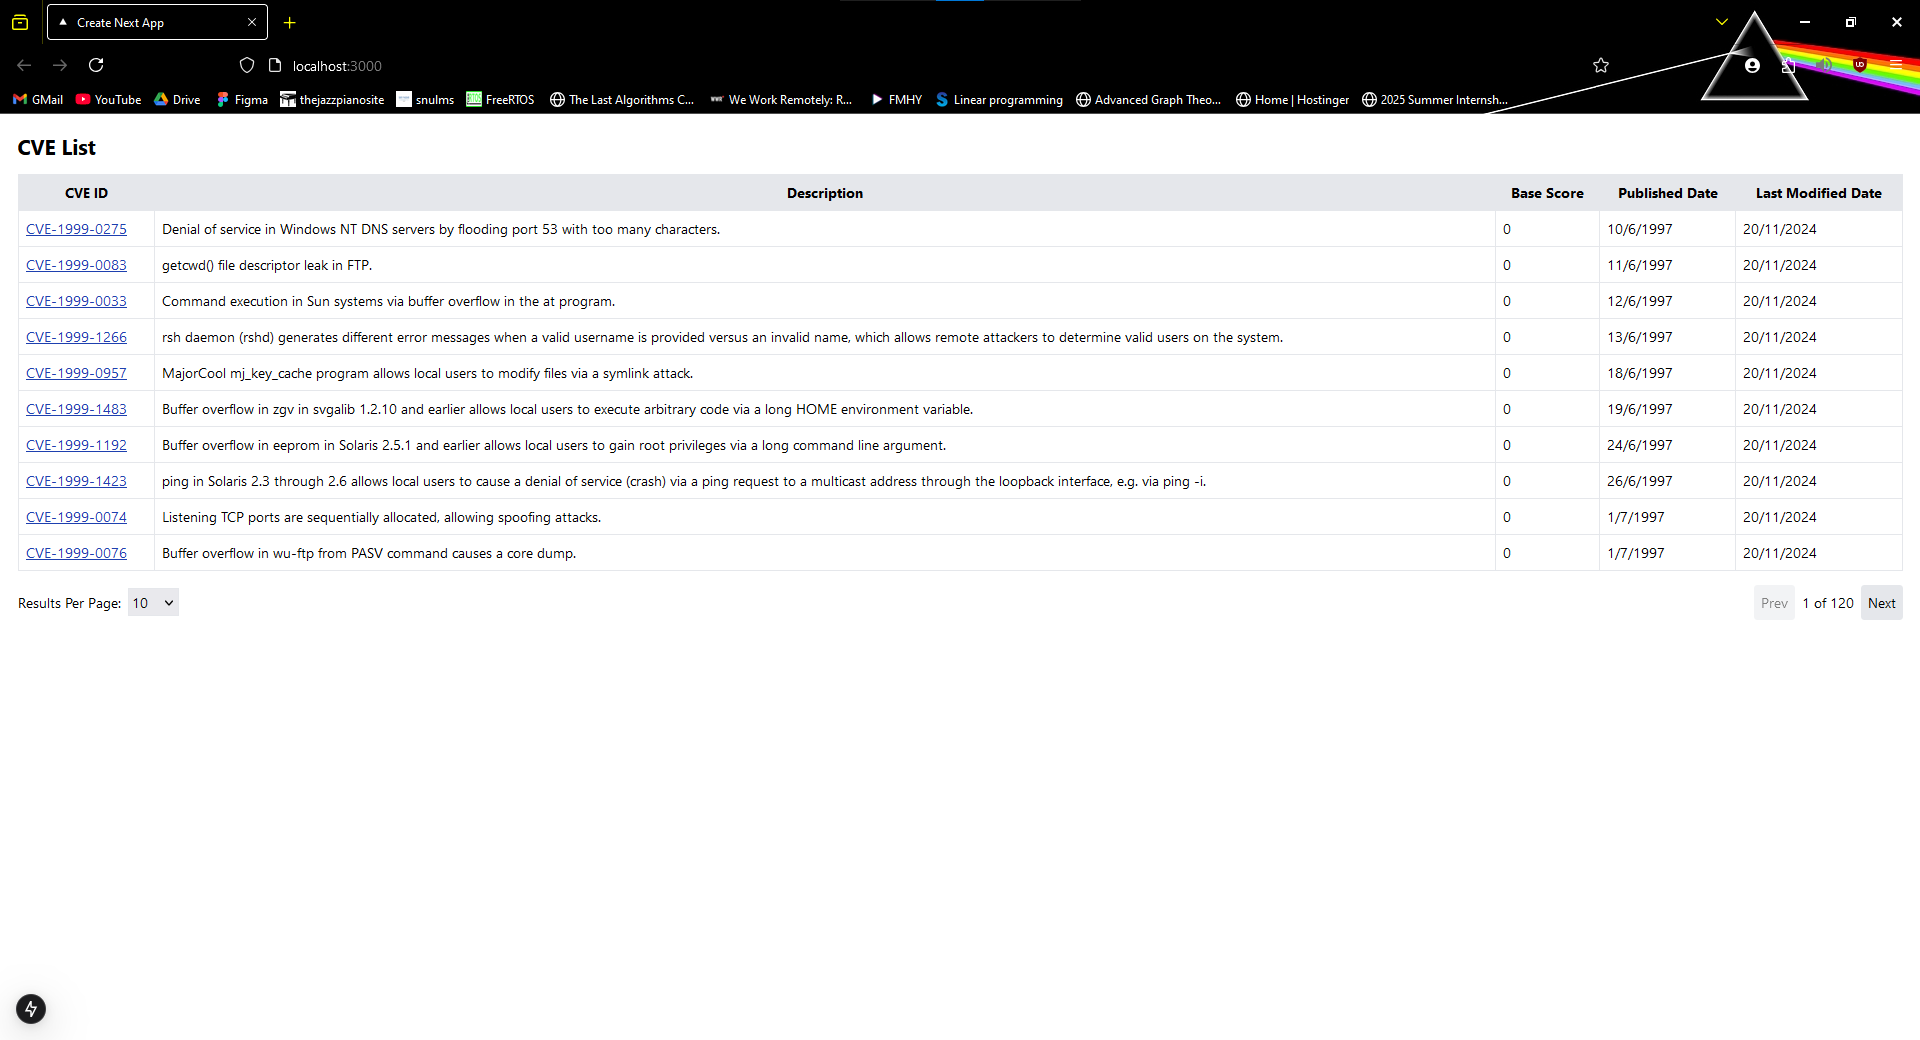 Create Next App
localhost:3000
GMail YouTube Drive Figma thejazzpianosite snulms FreeRTOS The Last Algorithms C... We Work Remotely: R... FMHY Linear programming Advanced Graph Theo... Home | Hostinger 2025 Summer Internsh...
CVE List
CVE ID Description Base Score Published Date Last Modified Date
CVE-1999-0275 Denial of service in Windows NT DNS servers by flooding port 53 with too many characters. 0 10/6/1997 20/11/2024
CVE-1999-0083 getcwd() file descriptor leak in FTP. 0 11/6/1997 20/11/2024
CVE-1999-0033 Command execution in Sun systems via buffer overflow in the at program. 0 12/6/1997 20/11/2024
CVE-1999-1266 rsh daemon (rshd) generates different error messages when a valid username is provided versus an invalid name, which allows remote attackers to determine valid users on the system. 0 13/6/1997 20/11/2024
CVE-1999-0957 MajorCool mj_key_cache program allows local users to modify files via a symlink attack. 0 18/6/1997 20/11/2024
CVE-1999-1483 Buffer overflow in zgv in svgalib 1.2.10 and earlier allows local users to execute arbitrary code via a long HOME environment variable. 0 19/6/1997 20/11/2024
CVE-1999-1192 Buffer overflow in eeprom in Solaris 2.5.1 and earlier allows local users to gain root privileges via a long command line argument. 0 24/6/1997 20/11/2024
CVE-1999-1423 ping in Solaris 2.3 through 2.6 allows local users to cause a denial of service (crash) via a ping request to a multicast address through the loopback interface, e.g. via ping -i. 0 26/6/1997 20/11/2024
CVE-1999-0074 Listening TCP ports are sequentially allocated, allowing spoofing attacks. 0 1/7/1997 20/11/2024
CVE-1999-0076 Buffer overflow in wu-ftp from PASV command causes a core dump. 0 1/7/1997 20/11/2024
Results Per Page: 10 Prev 1 of 120 Next